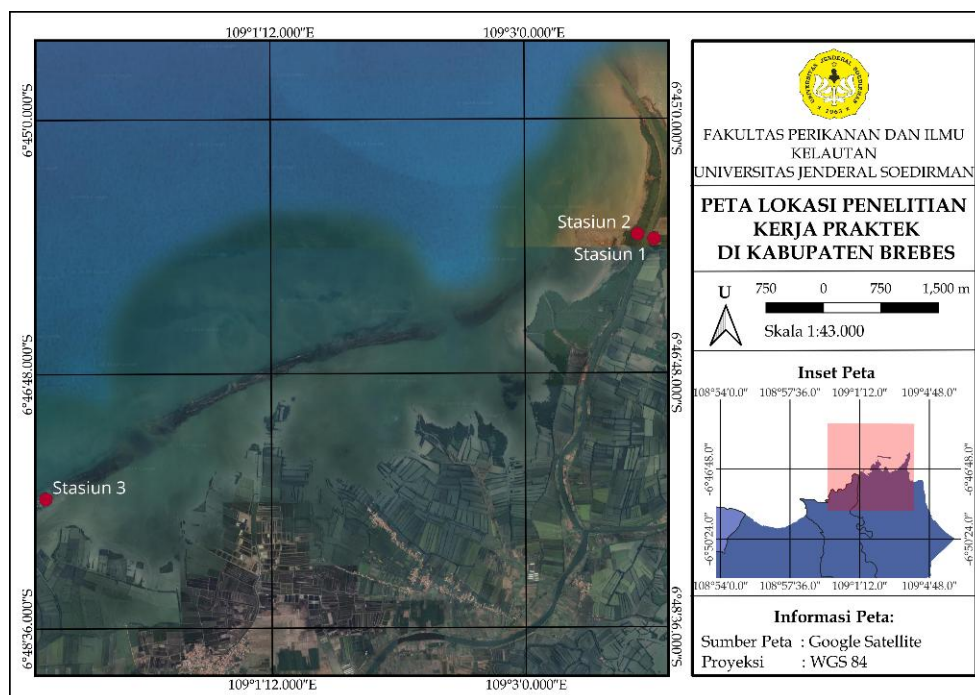 109°1'12.000"E
109°3'0.000"E
6°45'0.000"S
6°45'0.000"S
Stasiun 2
Stasiun 1
6°46'48.000"S
6°46'48.000"S
Stasiun 3
6°48'36.000"S
6°48'36.000"S
109°1'12.000"E
109°3'0.000"E
UNIVERSITAS JENDERAL SOEDIRMAN
1963
FAKULTAS PERIKANAN DAN ILMU
KELAUTAN
UNIVERSITAS JENDERAL SOEDIRMAN
PETA LOKASI PENELITIAN
KERJA PRAKTEK
DI KABUPATEN BREBES
U
750 0 750 1,500 m
Skala 1:43.000
Inset Peta
108°54'0.0" 108°57'36.0" 109°1'12.0" 109°4'48.0"
-6°46'48.0"
-6°46'48.0"
-6°50'24.0"
-6°50'24.0"
108°54'0.0" 108°57'36.0" 109°1'12.0" 109°4'48.0"
Informasi Peta:
Sumber Peta : Google Satellite
Proyeksi : WGS 84